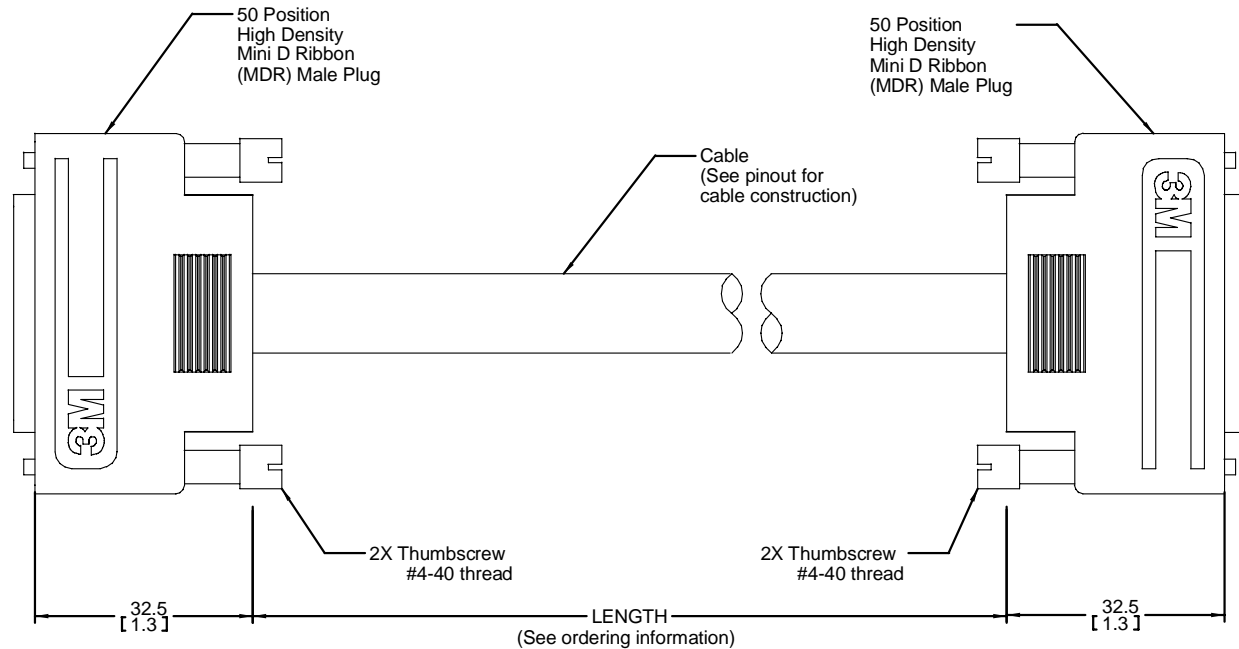 50 Position
High Density
Mini D Ribbon
(MDR) Male Plug
50 Position
High Density
Mini D Ribbon
(MDR) Male Plug
Cable
(See pinout for
cable construction)
3M
3M
2X Thumbscrew
#4-40 thread
2X Thumbscrew
#4-40 thread
32.5
[ 1.3 ]
LENGTH
(See ordering information)
32.5
[ 1.3 ]